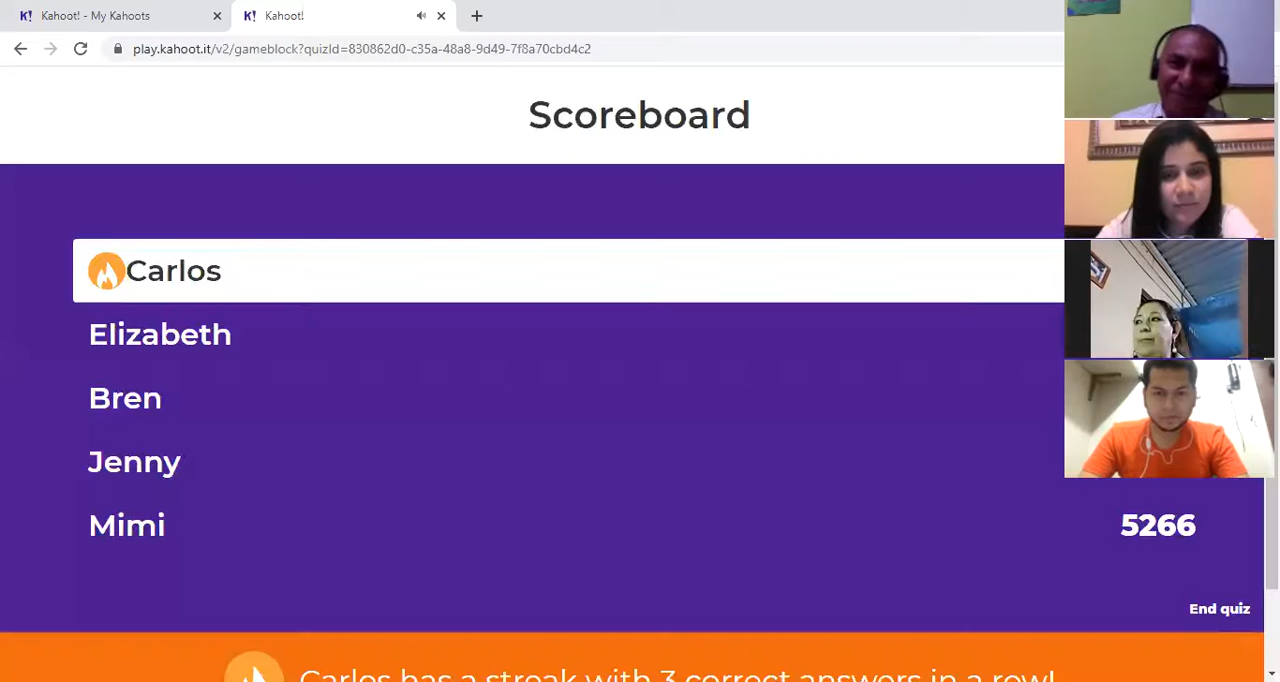 K! Kahoot! - My Kahoots
K! Kahoot!
play.kahoot.it/v2/gameblock?quizId=830862d0-c35a-48a8-9d49-7f8a70cbd4c2
Scoreboard
Carlos
Elizabeth
Bren
Jenny
Mimi 5266
End quiz
Carlos has a streak with 3 correct answers in a row!